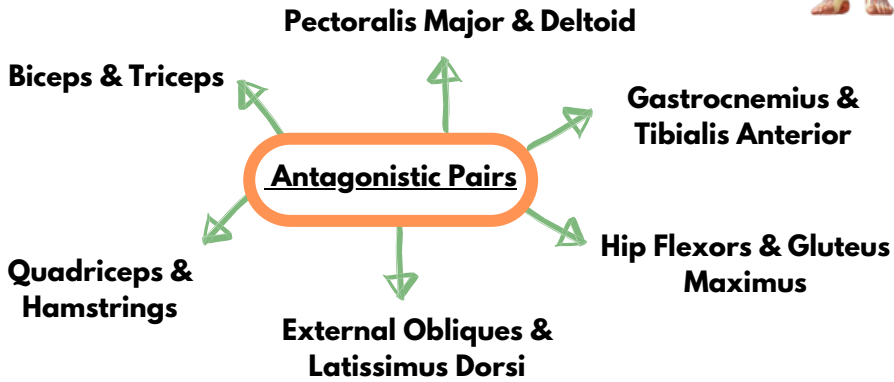 Pectoralis Major & Deltoid
Biceps & Triceps
Gastrocnemius &
Tibialis Anterior
Antagonistic Pairs
Hip Flexors & Gluteus
Maximus
Quadriceps &
Hamstrings
External Obliques &
Latissimus Dorsi